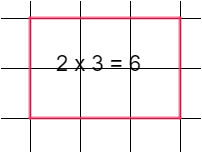 2 x 3 = 6